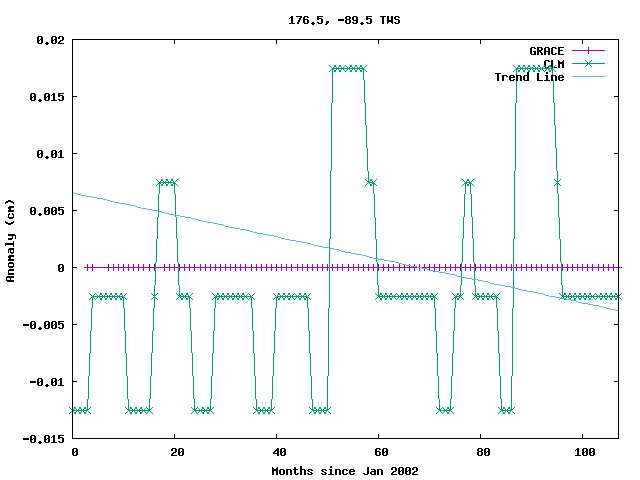 176.5, -89.5 TWS
GRACE
CLM
Trend Line
0.02
0.015
0.01
0.005
0
-0.005
-0.01
-0.015
Anomaly (cm)
0 20 40 60 80 100
Months since Jan 2002